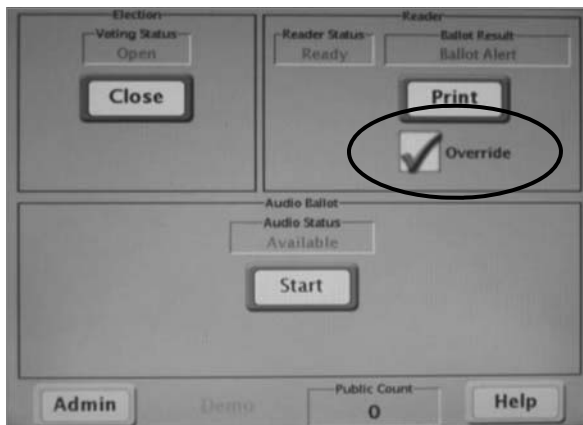 Election
Voting Status
Open
Close
Reader
Reader Status
Ready
Ballot Result
Ballot Alert
Print
Override
Audio Ballot
Audio Status
Available
Start
Admin
Demo
Public Count
0
Help